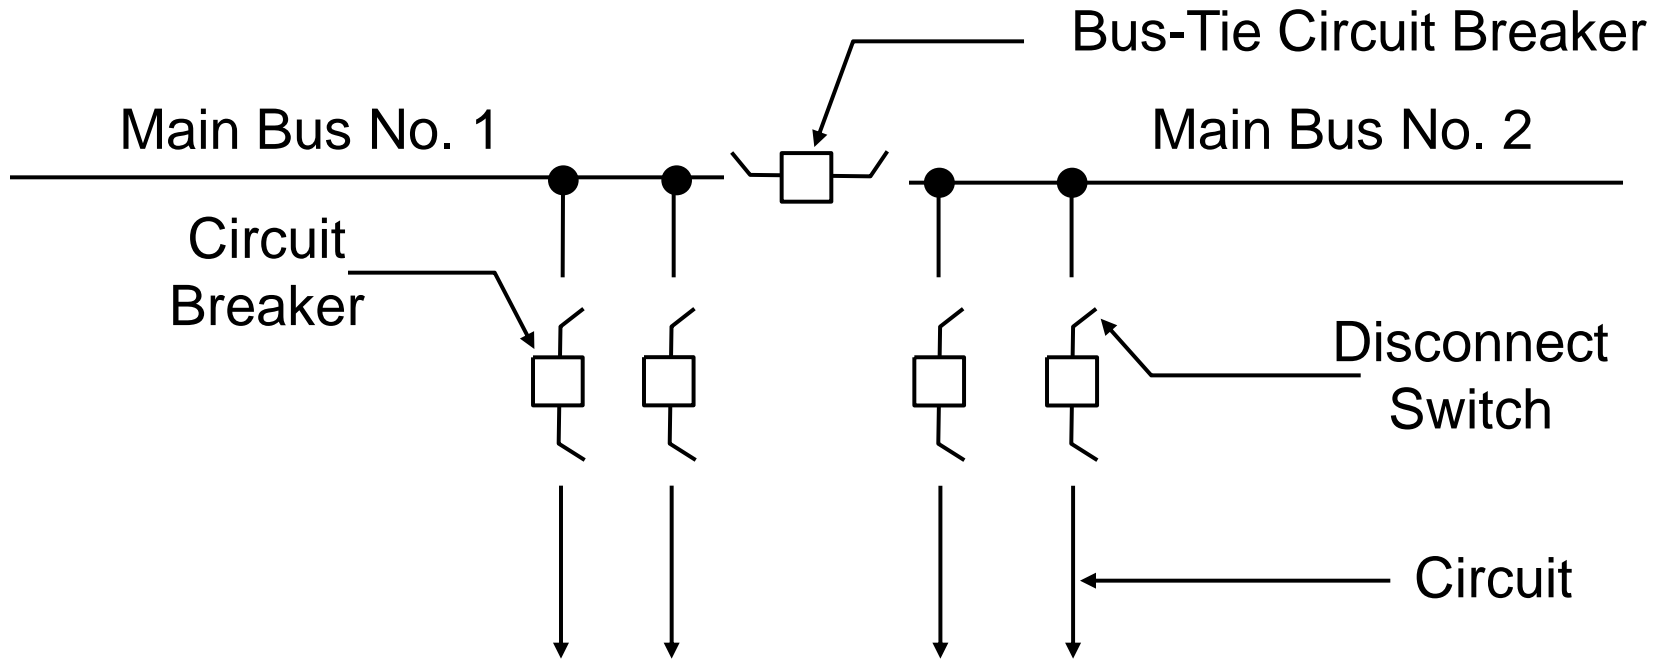 Bus-Tie Circuit Breaker
Main Bus No. 1
Main Bus No. 2
Circuit
Breaker
Disconnect
Switch
Circuit